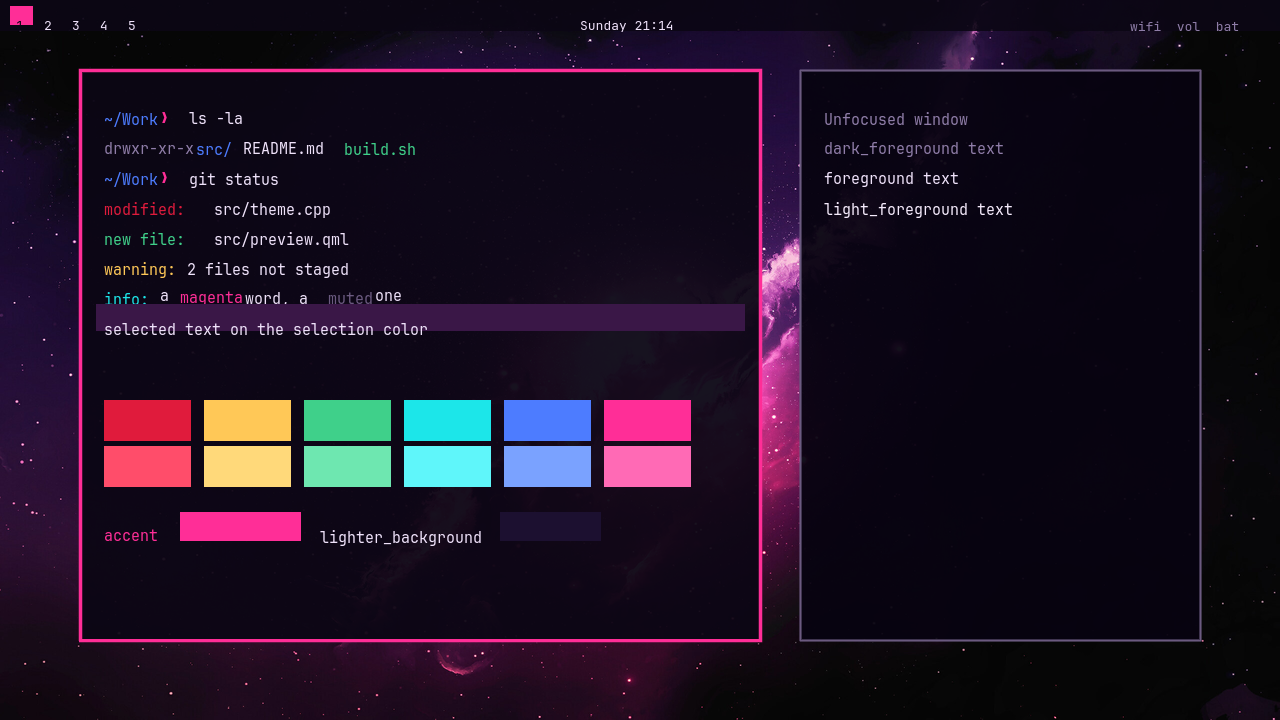 1 2 3 4 5 Sunday 21:14 wifi vol bat
~/Work❯ ls -la
drwxr-xr-x src/ README.md build.sh
~/Work❯ git status
modified: src/theme.cpp
new file: src/preview.qml
warning: 2 files not staged
info: a magenta word, a muted one
selected text on the selection color
accent lighter_background
Unfocused window
dark_foreground text
foreground text
light_foreground text